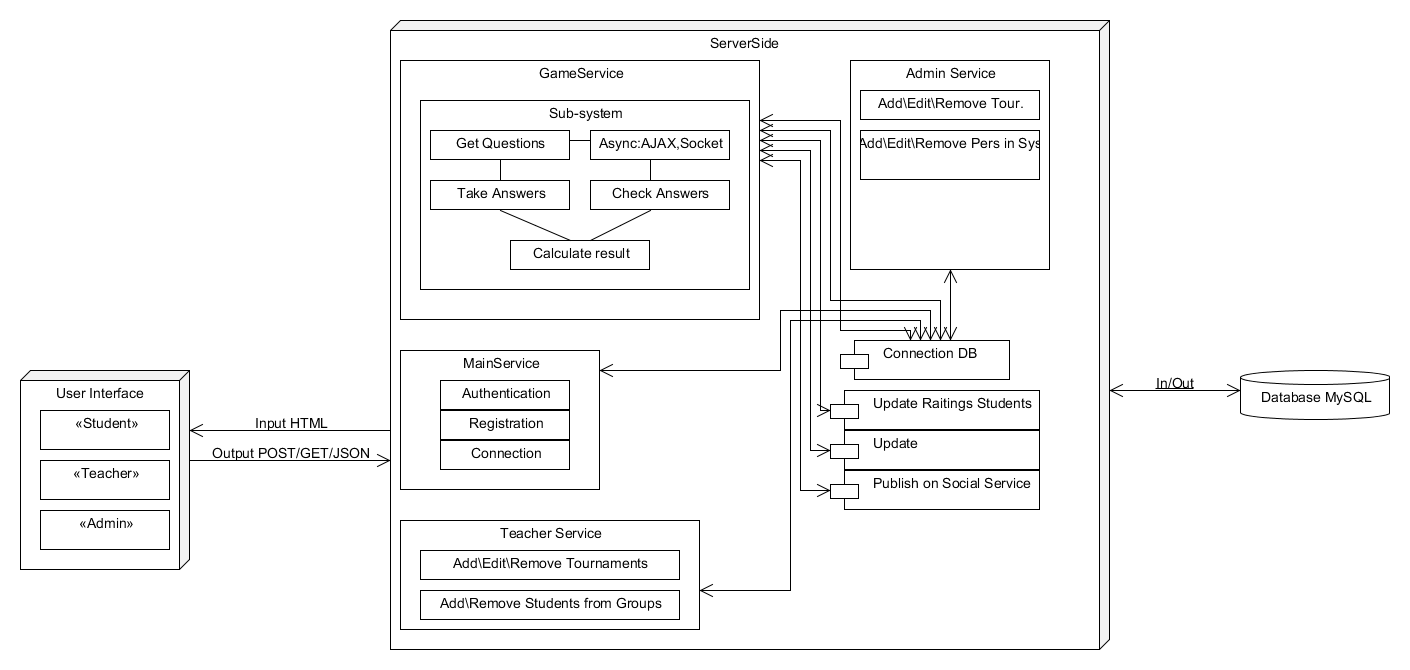 ServerSide
GameService
Sub-system
Get Questions
Async:AJAX,Socket
Take Answers
Check Answers
Calculate result
Admin Service
Add\Edit\Remove Tour.
Add\Edit\Remove Pers in Sys
MainService
Authentication
Registration
Connection
Connection DB
Update Raitings Students
Update
Publish on Social Service
Teacher Service
Add\Edit\Remove Tournaments
Add\Remove Students from Groups
User Interface
«Student»
«Teacher»
«Admin»
Input HTML
Output POST/GET/JSON
In/Out
Database MySQL